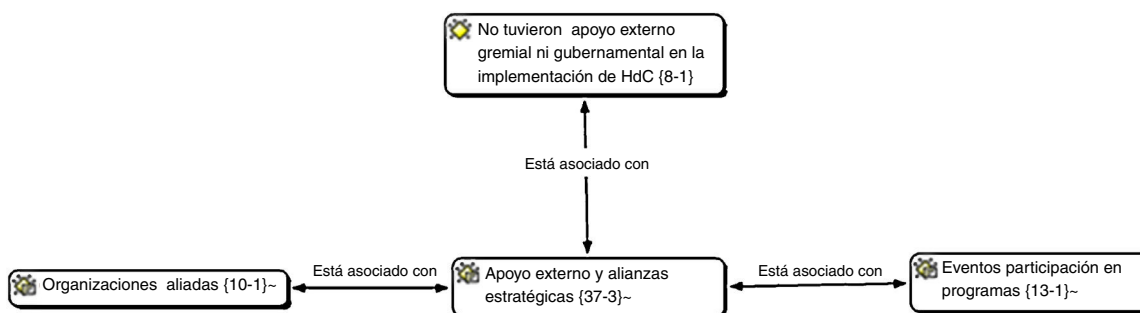 No tuvieron apoyo externo
gremial ni gubernamental en la
implementación de HdC {8-1}
Está asociado con
Organizaciones aliadas {10-1}~
Está asociado con
Apoyo externo y alianzas
estratégicas {37-3}~
Está asociado con
Eventos participación en
programas {13-1}~